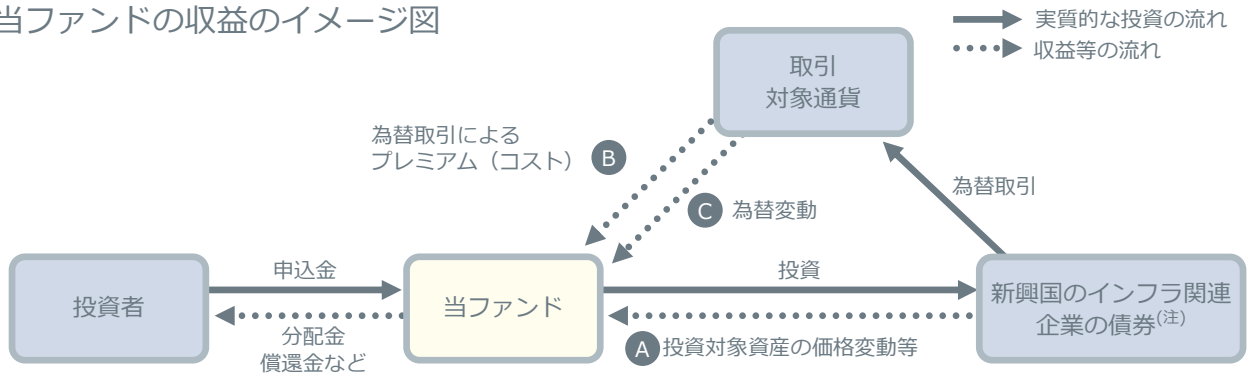 当ファンドの収益のイメージ図
実質的な投資の流れ
収益等の流れ
取引
対象通貨
為替取引による
プレミアム（コスト）
B
C
為替変動
為替取引
投資者
申込金
分配金
償還金など
当ファンド
投資
A
投資対象資産の価格変動等
新興国のインフラ関連
企業の債券(注)